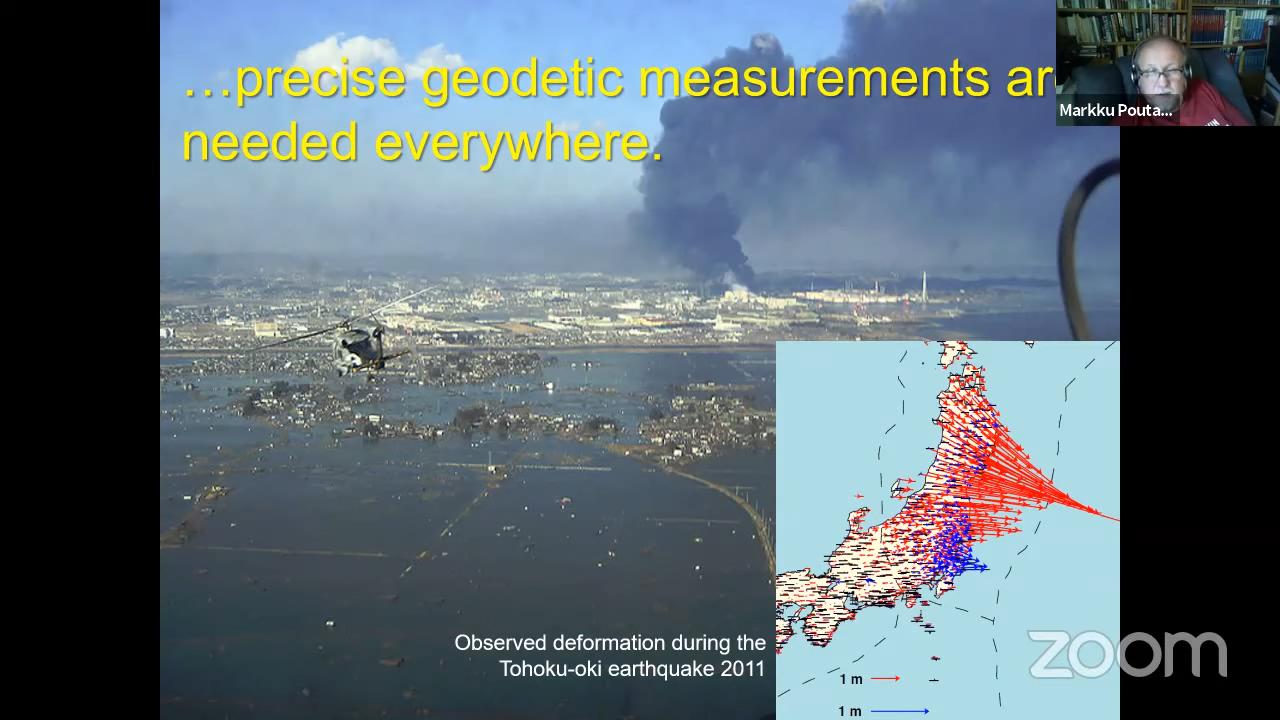 …precise geodetic measurements ar
needed everywhere.
Markku Pouta...
Observed deformation during the
Tohoku-oki earthquake 2011
1 m
1 m
zoom